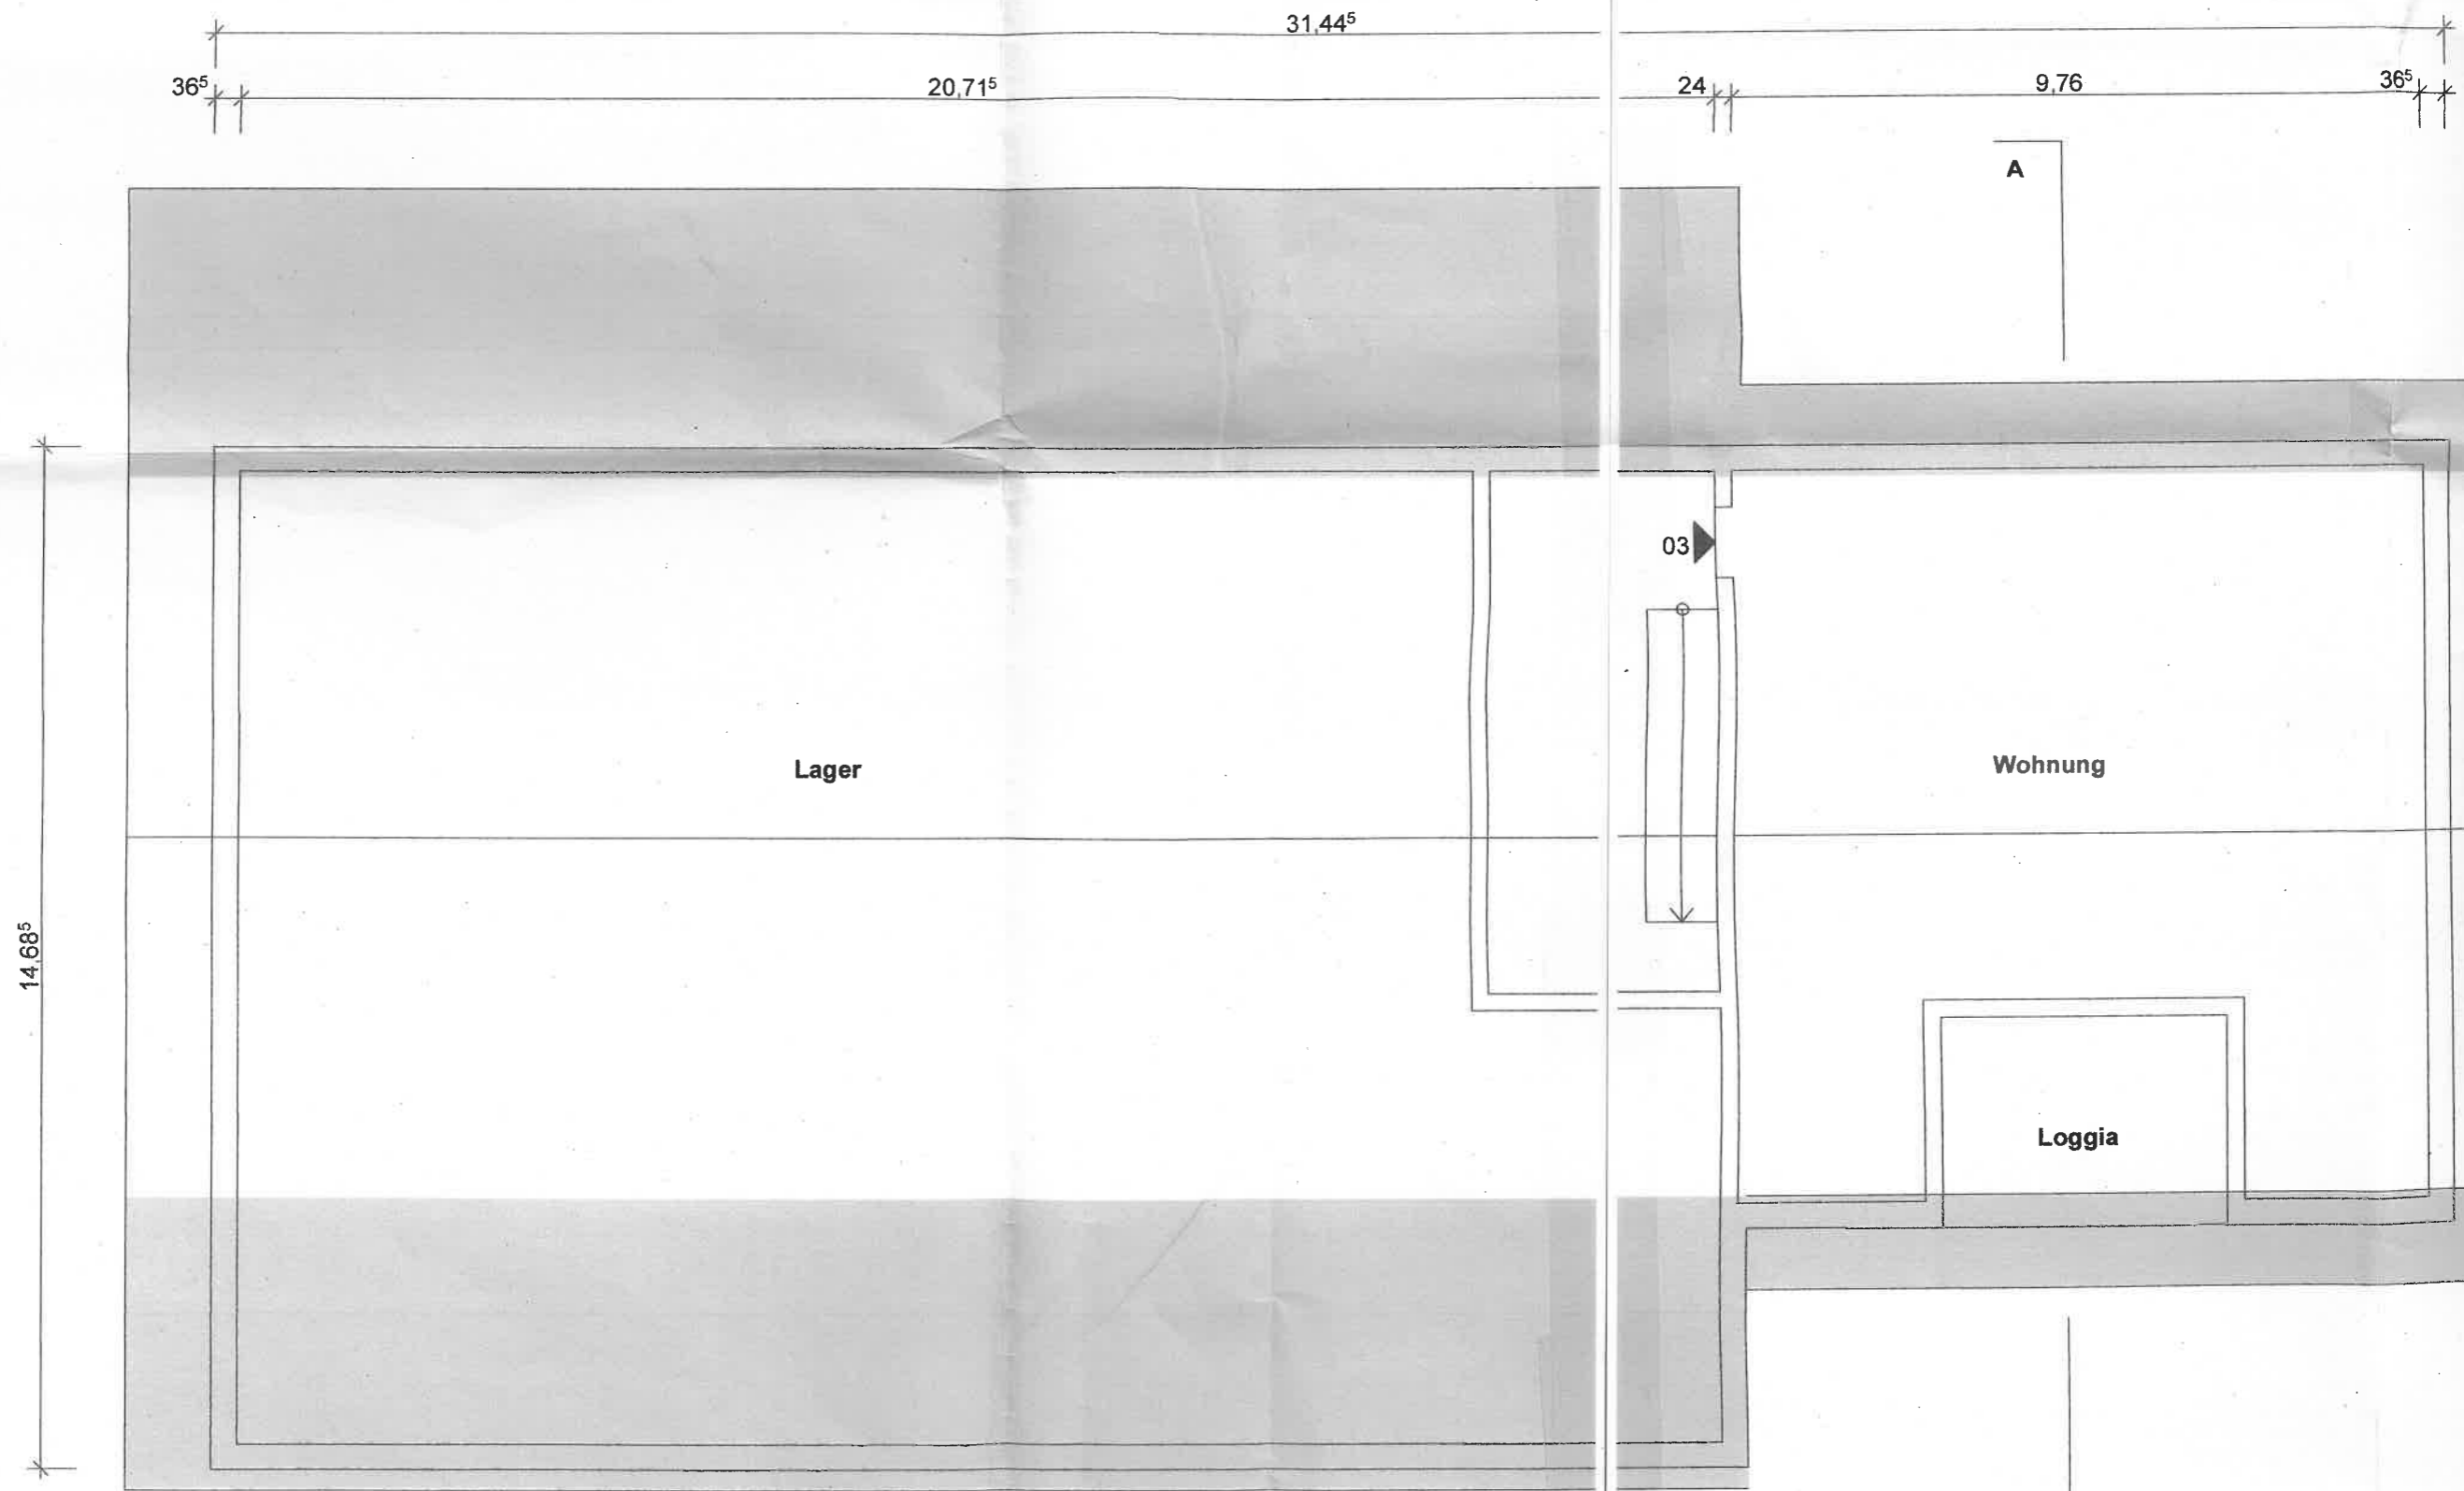 31,44⁵
36⁵ 20,71⁵ 24 9,76 36⁵
A
03
Lager Wohnung
14,68⁵
Loggia